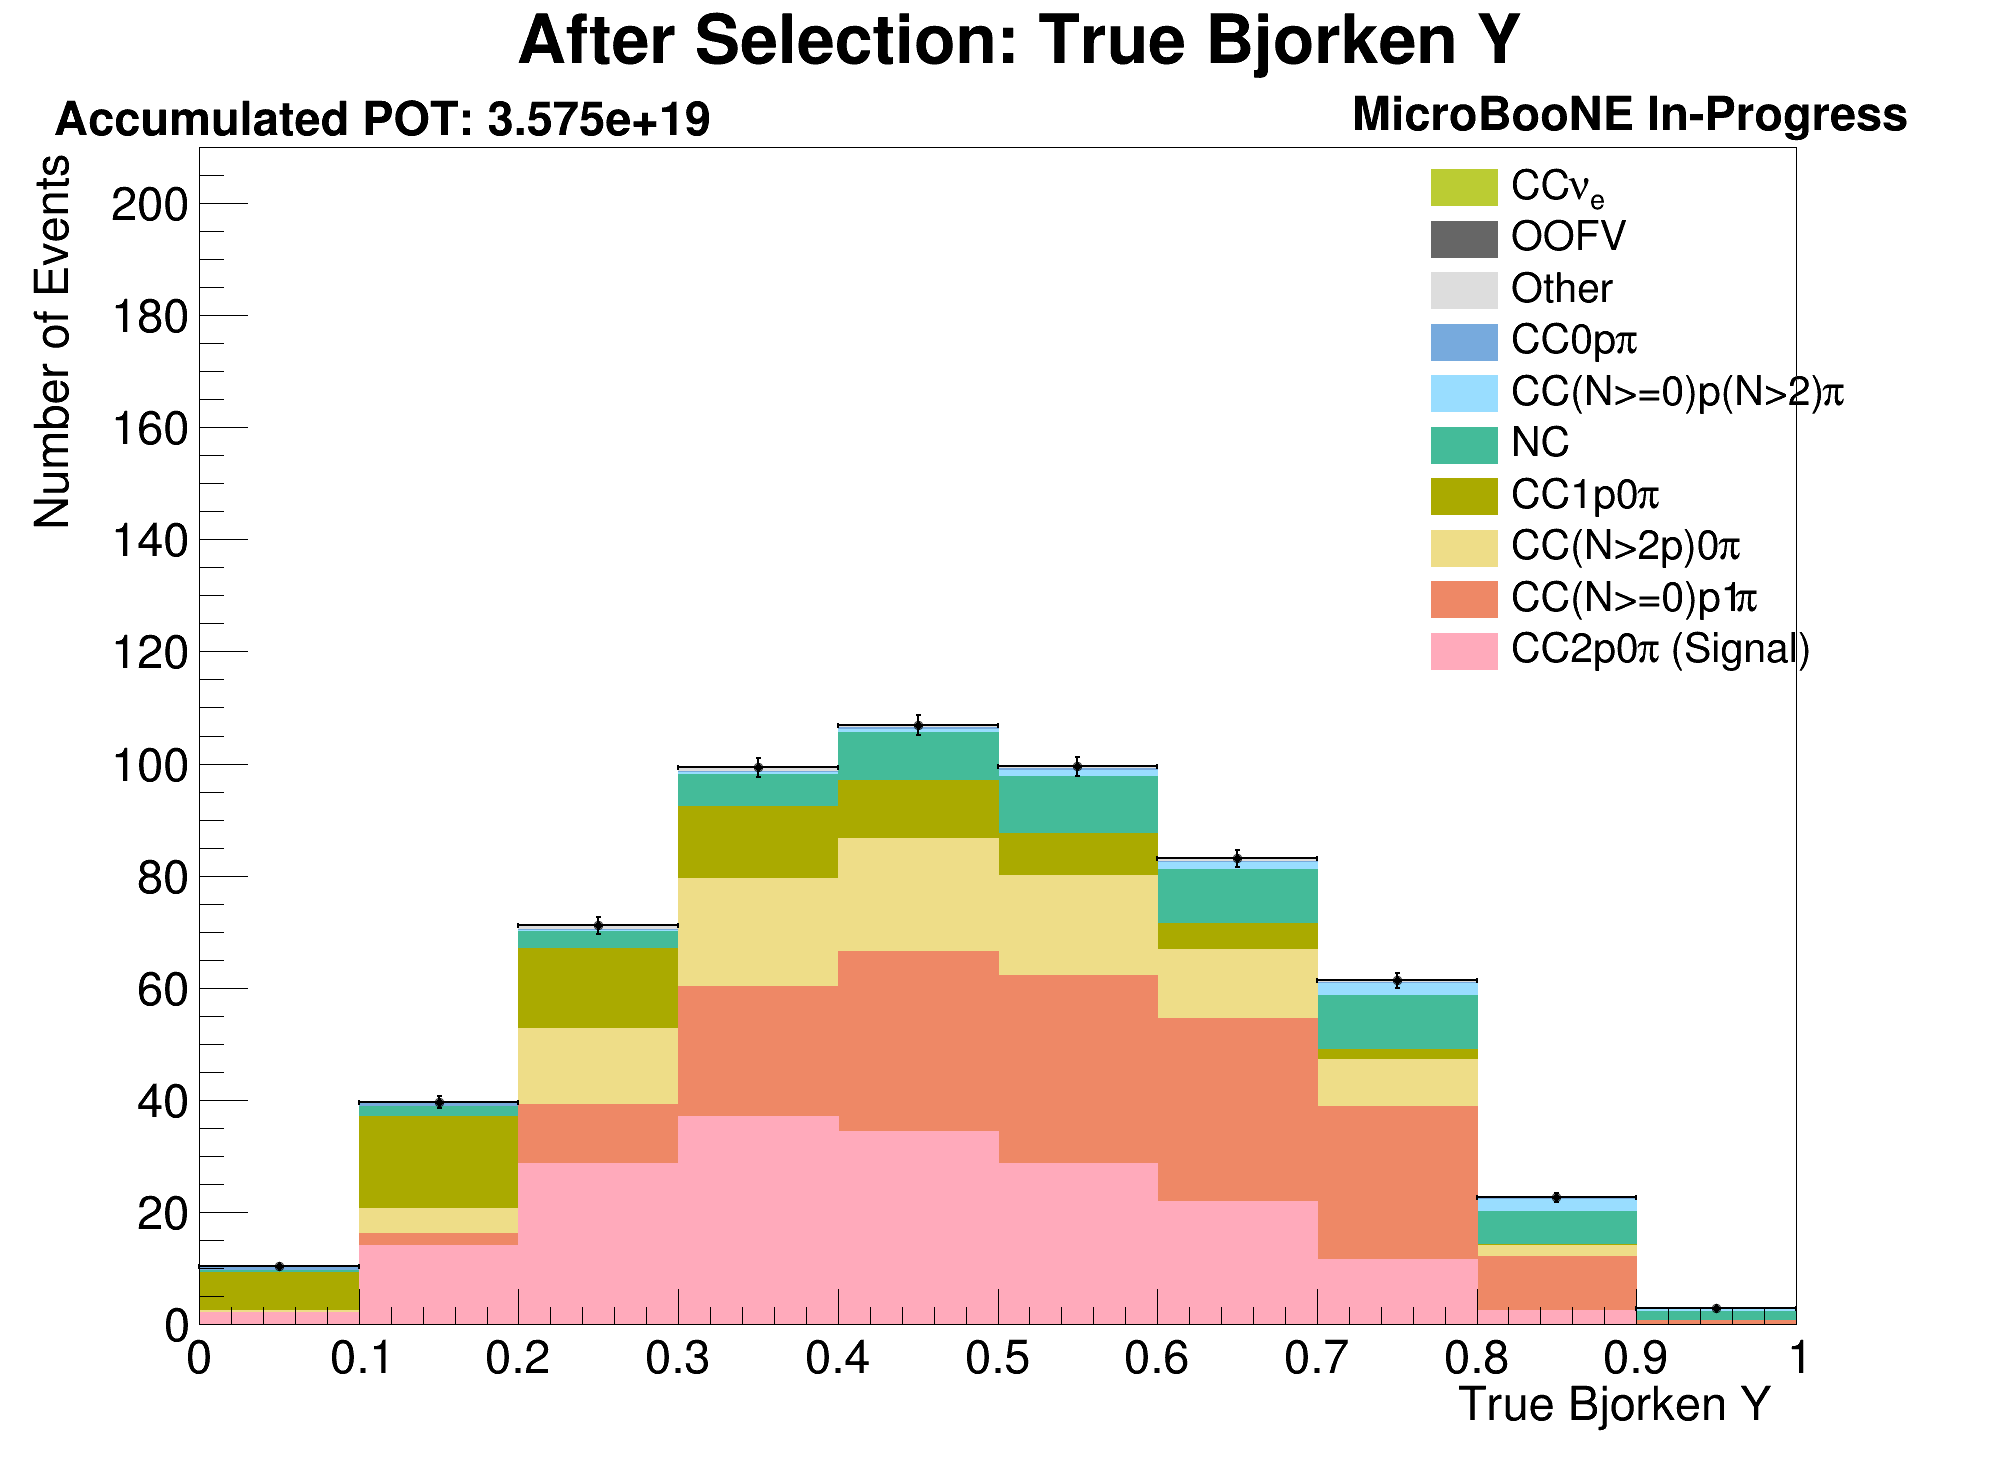 After Selection: True Bjorken Y
Accumulated POT: 3.575e+19
MicroBooNE In-Progress
Number of Events
200
180
160
140
120
100
80
60
40
20
0
CCνe
OOFV
Other
CC0pπ
CC(N>=0)p(N>2)π
NC
CC1p0π
CC(N>2p)0π
CC(N>=0)p1π
CC2p0π (Signal)
0 0.1 0.2 0.3 0.4 0.5 0.6 0.7 0.8 0.9 1
True Bjorken Y